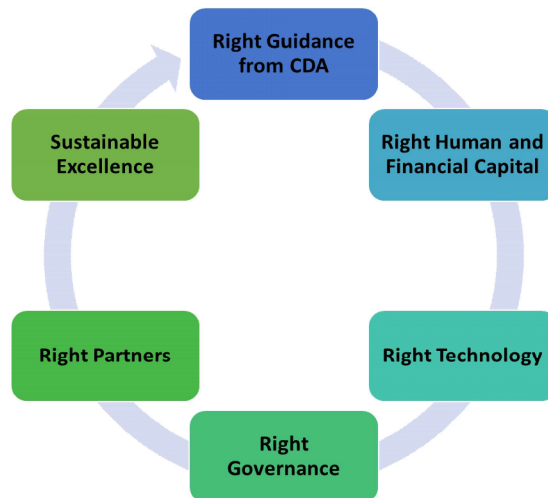 Right Guidance
from CDA
Right Human and
Financial Capital
Right Technology
Right
Governance
Right Partners
Sustainable
Excellence